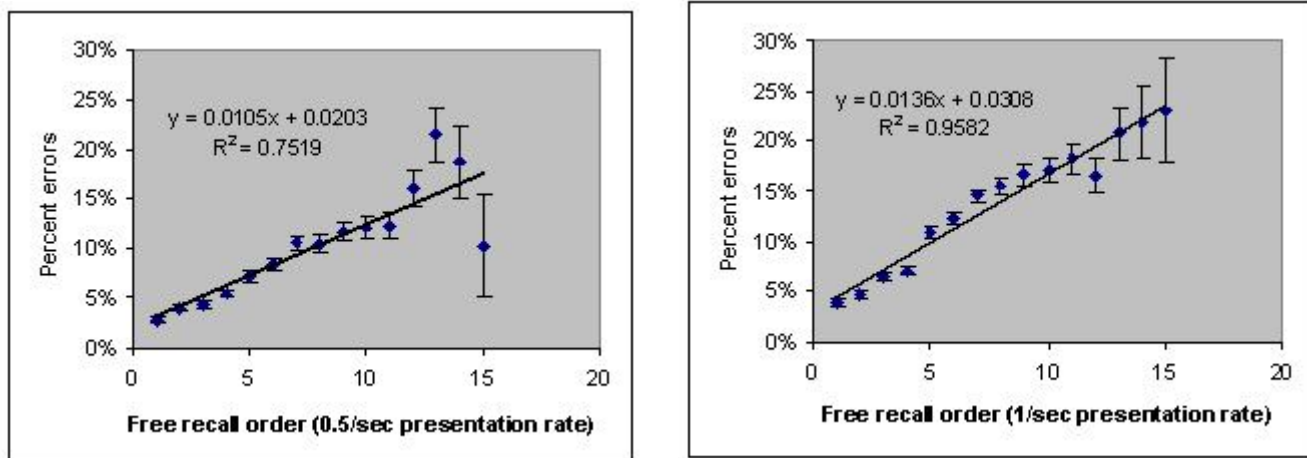 30%
25%
20%
15%
10%
5%
0%
Percent errors
y = 0.0105x + 0.0203
R² = 0.7519
0 5 10 15 20
Free recall order (0.5/sec presentation rate)
30%
25%
20%
15%
10%
5%
0%
Percent errors
y = 0.0136x + 0.0308
R² = 0.9582
0 5 10 15 20
Free recall order (1/sec presentation rate)